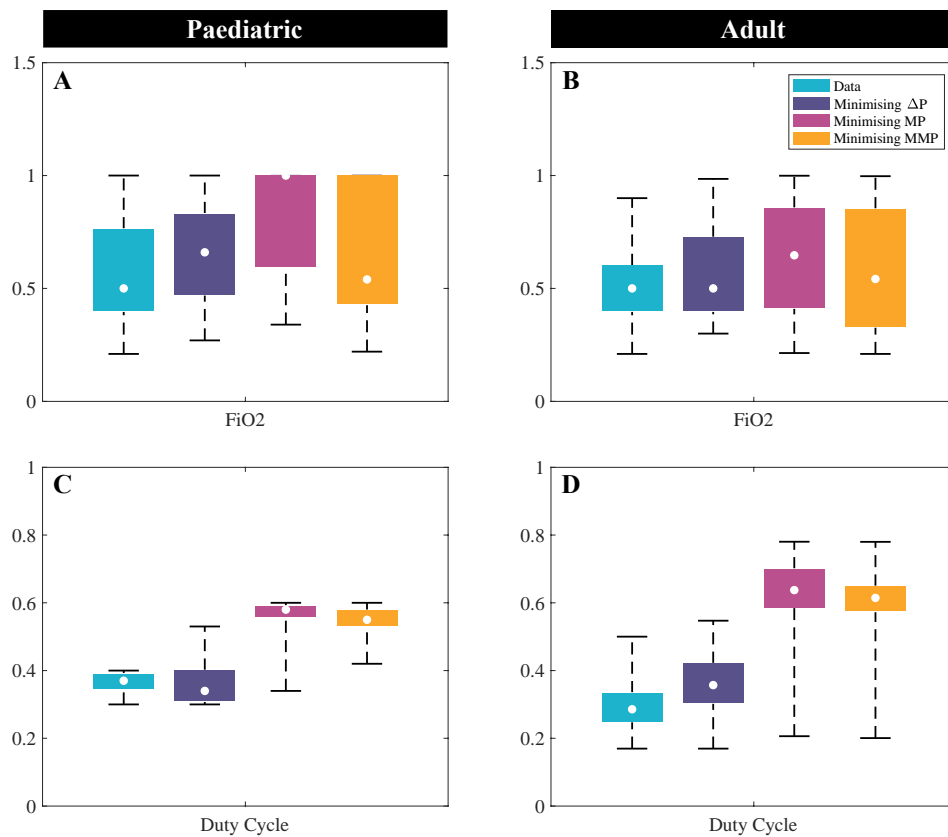 Paediatric
Adult
A
1.5
1
0.5
0
FiO2
B
1.5
1
0.5
0
FiO2
Data
Minimising ΔP
Minimising MP
Minimising MMP
C
1
0.8
0.6
0.4
0.2
0
Duty Cycle
D
1
0.8
0.6
0.4
0.2
0
Duty Cycle